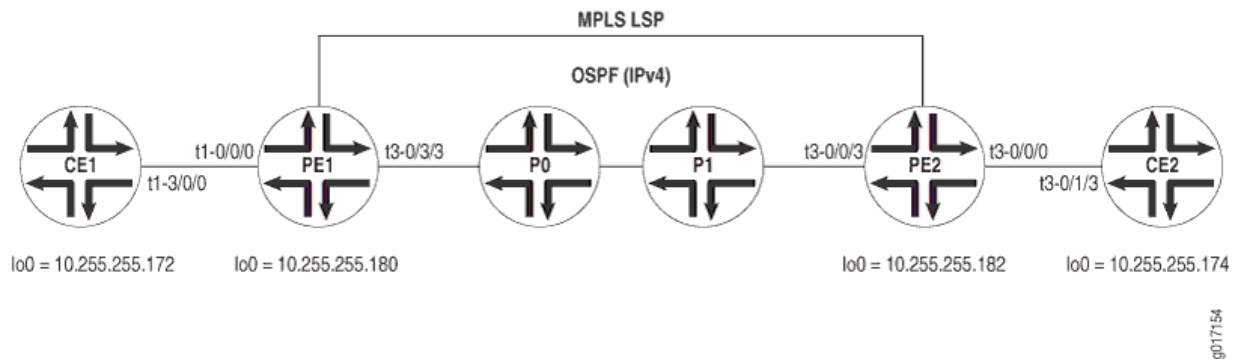 MPLS LSP
OSPF (IPv4)
t1-0/0/0 t3-0/3/3 t3-0/0/3 t3-0/0/0
CE1 PE1 P0 P1 PE2 CE2
t1-3/0/0 t3-0/1/3
lo0 = 10.255.255.172 lo0 = 10.255.255.180 lo0 = 10.255.255.182 lo0 = 10.255.255.174
g017154